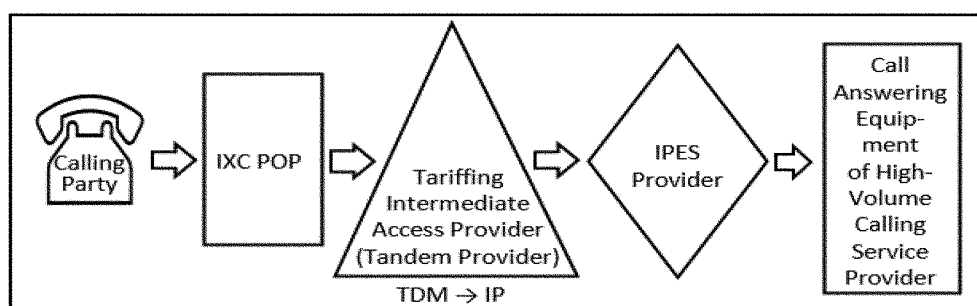 Calling
Party
IXC POP
Tariffing
Intermediate
Access Provider
(Tandem Provider)
TDM → IP
IPES
Provider
Call
Answering
Equip-
ment
of High-
Volume
Calling
Service
Provider